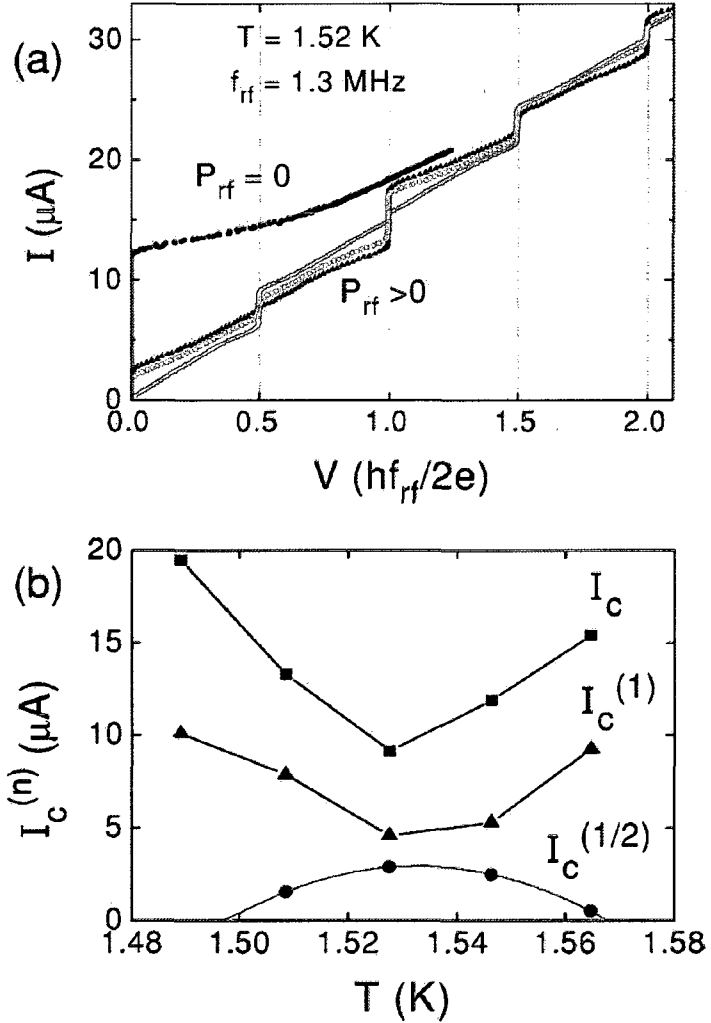 (a)
T = 1.52 K
f_rf = 1.3 MHz
P_rf = 0
P_rf >0
I (μA)
30
20
10
0
0.0 0.5 1.0 1.5 2.0
V (hf_rf/2e)
(b)
I_c
I_c^(1)
I_c^(1/2)
I_c^(n) (μA)
20
15
10
5
0
1.48 1.50 1.52 1.54 1.56 1.58
T (K)